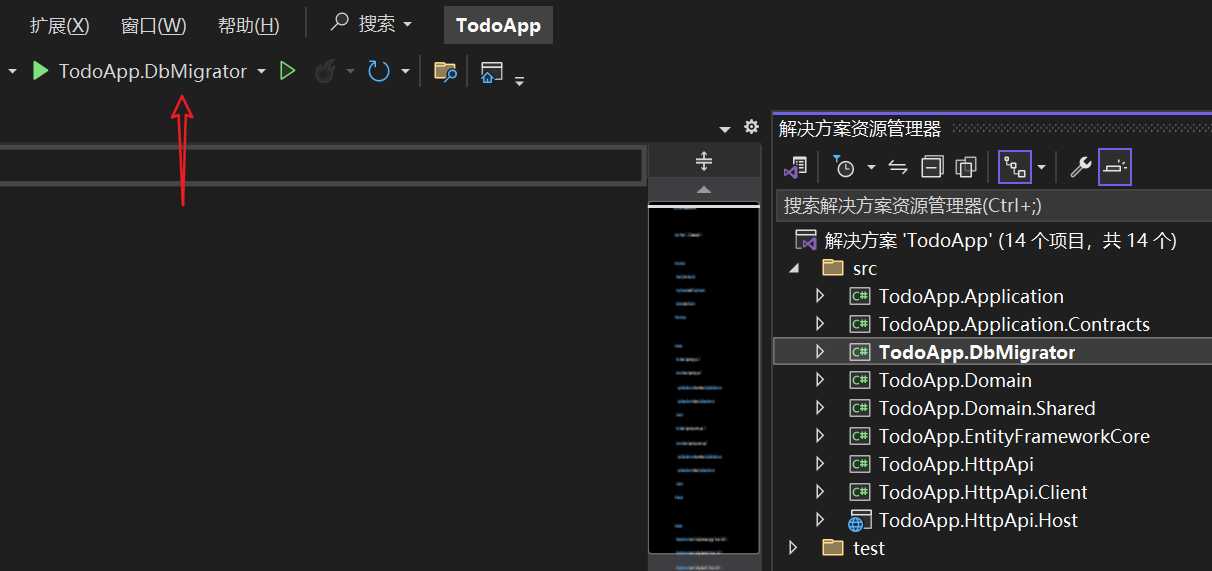 扩展(X) 窗口(W) 帮助(H) 搜索 TodoApp
TodoApp.DbMigrator
解决方案资源管理器
搜索解决方案资源管理器(Ctrl+;)
解决方案 'TodoApp' (14 个项目，共 14 个)
src
C# TodoApp.Application
C# TodoApp.Application.Contracts
C# TodoApp.DbMigrator
C# TodoApp.Domain
C# TodoApp.Domain.Shared
C# TodoApp.EntityFrameworkCore
C# TodoApp.HttpApi
C# TodoApp.HttpApi.Client
TodoApp.HttpApi.Host
test